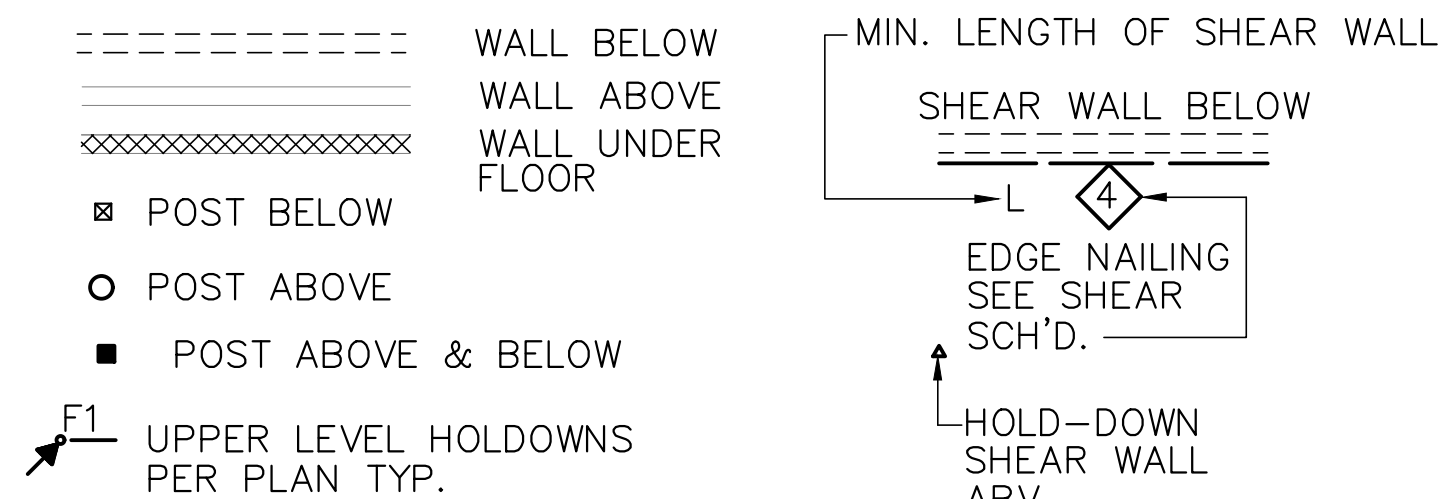 WALL BELOW
WALL ABOVE
WALL UNDER
FLOOR
POST BELOW
POST ABOVE
POST ABOVE & BELOW
F1
UPPER LEVEL HOLDOWNS
PER PLAN TYP.
MIN. LENGTH OF SHEAR WALL
SHEAR WALL BELOW
L
4
EDGE NAILING
SEE SHEAR
SCH'D.
HOLD-DOWN
SHEAR WALL